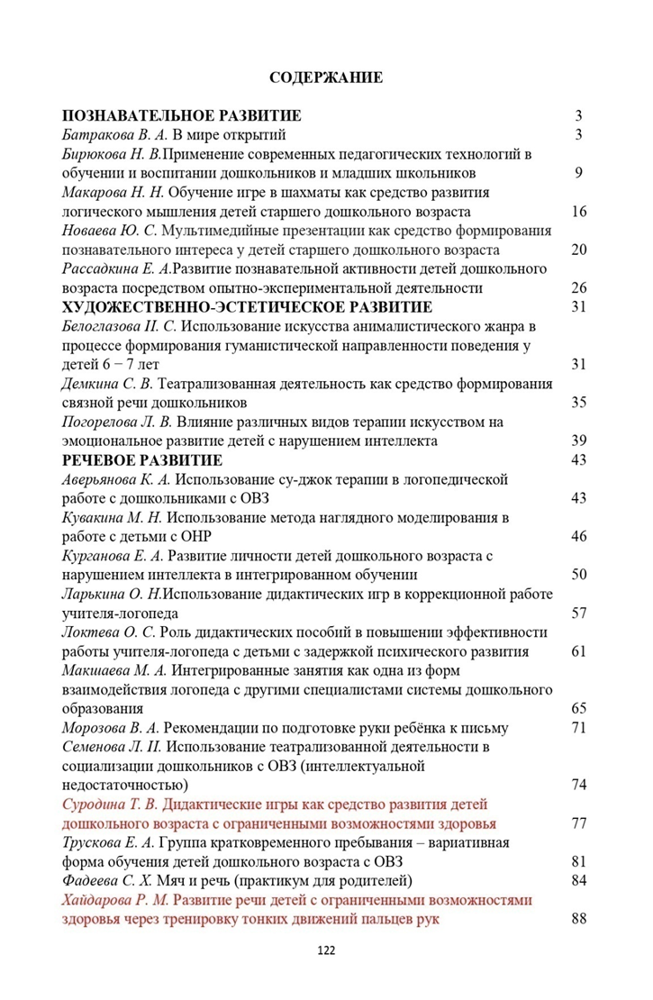 СОДЕРЖАНИЕ
ПОЗНАВАТЕЛЬНОЕ РАЗВИТИЕ 3
Батракова В. А. В мире открытий 3
Бирюкова Н. В.Применение современных педагогических технологий в
обучении и воспитании дошкольников и младших школьников 9
Макарова Н. Н. Обучение игре в шахматы как средство развития
логического мышления детей старшего дошкольного возраста 16
Новаева Ю. С. Мультимедийные презентации как средство формирования
познавательного интереса у детей старшего дошкольного возраста 20
Рассадкина Е. А.Развитие познавательной активности детей дошкольного
возраста посредством опытно-экспериментальной деятельности 26
ХУДОЖЕСТВЕННО-ЭСТЕТИЧЕСКОЕ РАЗВИТИЕ 31
Белоглазова П. С. Использование искусства анималистического жанра в
процессе формирования гуманистической направленности поведения у
детей 6 − 7 лет 31
Демкина С. В. Театрализованная деятельность как средство формирования
связной речи дошкольников 35
Погорелова Л. В. Влияние различных видов терапии искусством на
эмоциональное развитие детей с нарушением интеллекта 39
РЕЧЕВОЕ РАЗВИТИЕ 43
Аверьянова К. А. Использование су-джок терапии в логопедической
работе с дошкольниками с ОВЗ 43
Кувакина М. Н. Использование метода наглядного моделирования в
работе с детьми с ОНР 46
Курганова Е. А. Развитие личности детей дошкольного возраста с
нарушением интеллекта в интегрированном обучении 50
Ларькина О. Н.Использование дидактических игр в коррекционной работе
учителя-логопеда 57
Локтева О. С. Роль дидактических пособий в повышении эффективности
работы учителя-логопеда с детьми с задержкой психического развития 61
Макшаева М. А. Интегрированные занятия как одна из форм
взаимодействия логопеда с другими специалистами системы дошкольного
образования 65
Морозова В. А. Рекомендации по подготовке руки ребёнка к письму 71
Семенова Л. П. Использование театрализованной деятельности в
социализации дошкольников с ОВЗ (интеллектуальной
недостаточностью) 74
Суродина Т. В. Дидактические игры как средство развития детей
дошкольного возраста с ограниченными возможностями здоровья 77
Трускова Е. А. Группа кратковременного пребывания – вариативная
форма обучения детей дошкольного возраста с ОВЗ 81
Фадеева С. Х. Мяч и речь (практикум для родителей) 84
Хайдарова Р. М. Развитие речи детей с ограниченными возможностями
здоровья через тренировку тонких движений пальцев рук 88
122